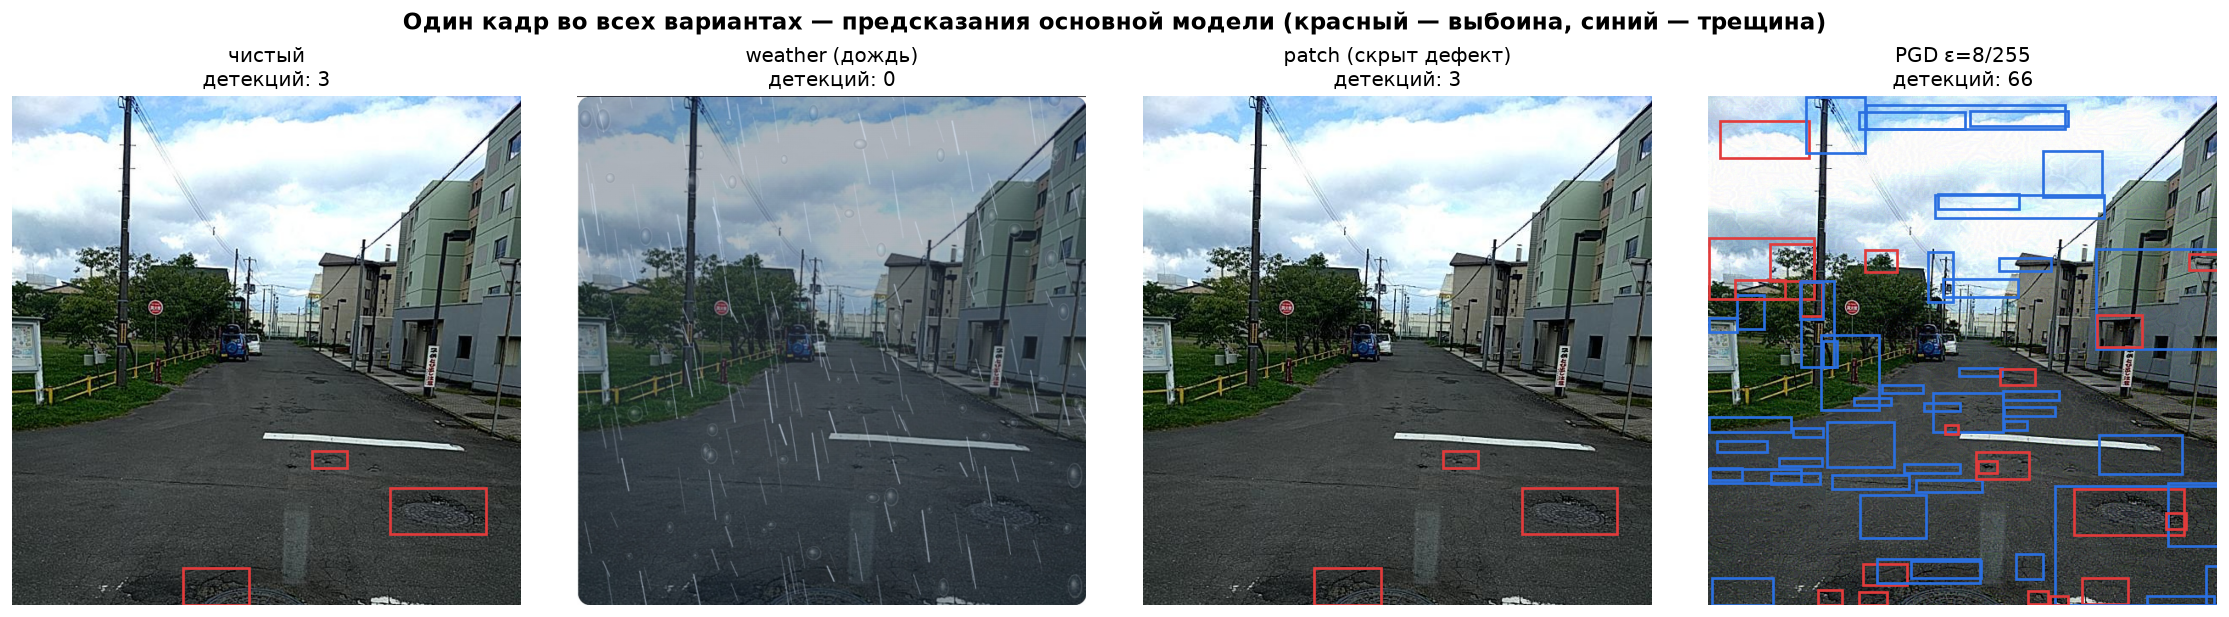 Один кадр во всех вариантах — предсказания основной модели (красный — выбоина, синий — трещина)
чистый
детекций: 3
weather (дождь)
детекций: 0
patch (скрыт дефект)
детекций: 3
PGD ε=8/255
детекций: 66